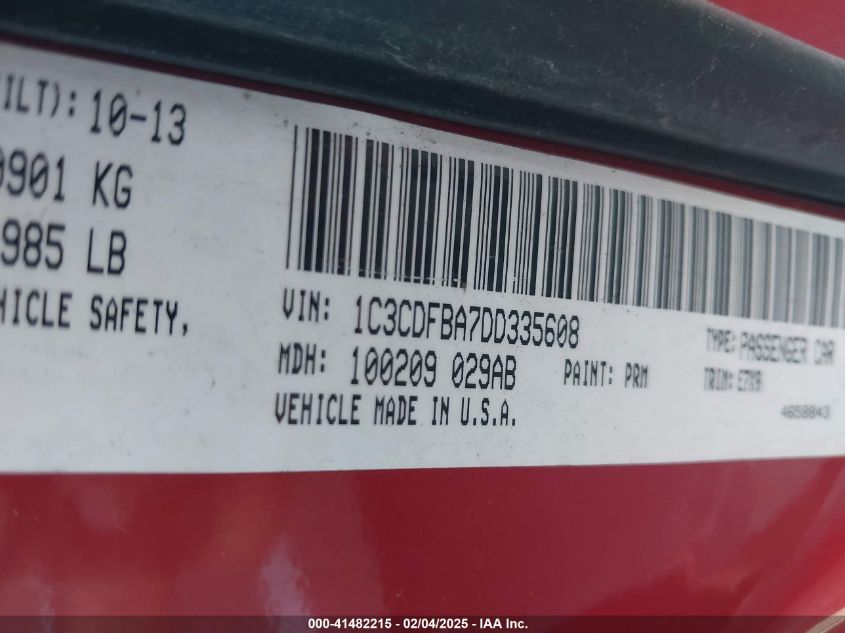 ILT): 10-13
0901 KG
985 LB
HICLE SAFETY,
VIN: 1C3CDFBA7DD335608
MDH: 100209 029AB
PAINT: PRM
VEHICLE MADE IN U.S.A.
TYPE: PASSENGER CAR
TRIM: E7X9
000-41482215 - 02/04/2025 - IAA Inc.